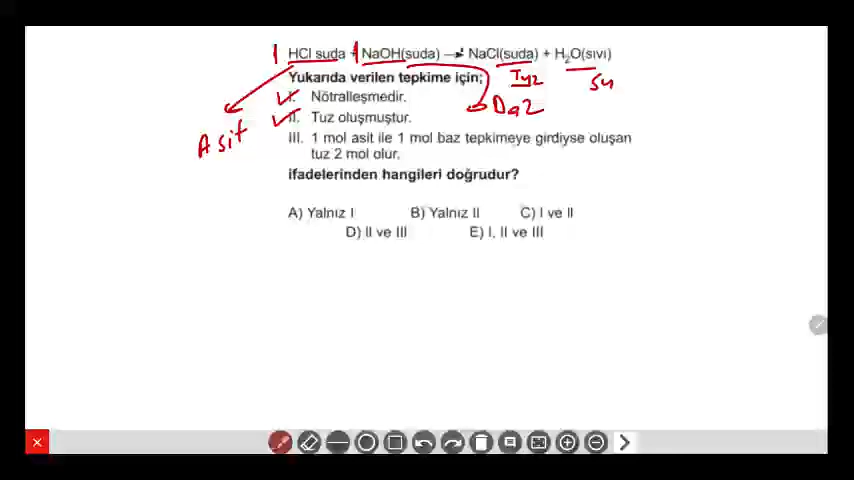 1 HCl suda + 1 NaOH(suda) → NaCl(suda) + H₂O(sıvı)
Tuz
Su
Yukarıda verilen tepkime için;
I. Nötralleşmedir.
Baz
II. Tuz oluşmuştur.
Asit
III. 1 mol asit ile 1 mol baz tepkimeye girdiyse oluşan
tuz 2 mol olur.
ifadelerinden hangileri doğrudur?
A) Yalnız I B) Yalnız II C) I ve II
D) II ve III E) I, II ve III